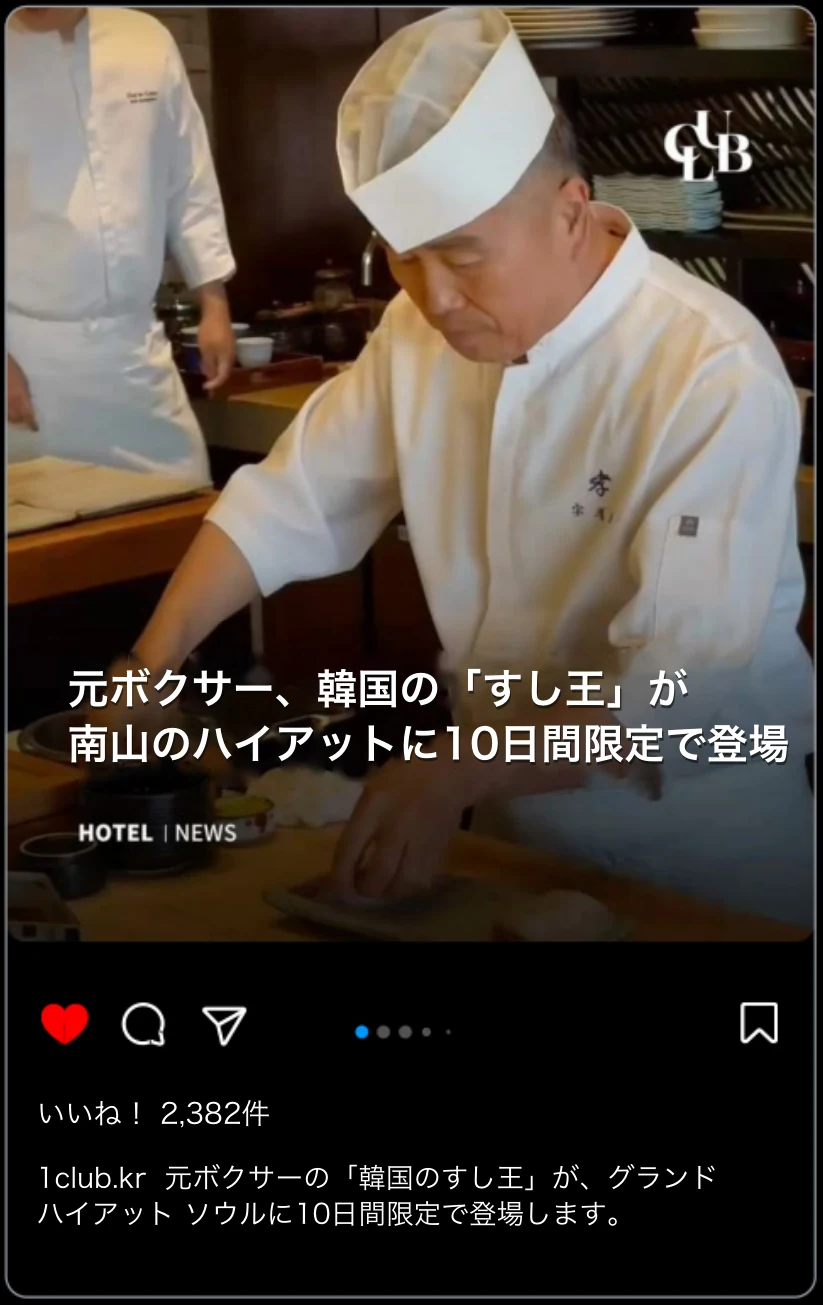 CLUB
孝
元ボクサー、韓国の「すし王」が
南山のハイアットに10日間限定で登場
HOTEL | NEWS
いいね！ 2,382件
1club.kr 元ボクサーの「韓国のすし王」が、グランド
ハイアット ソウルに10日間限定で登場します。